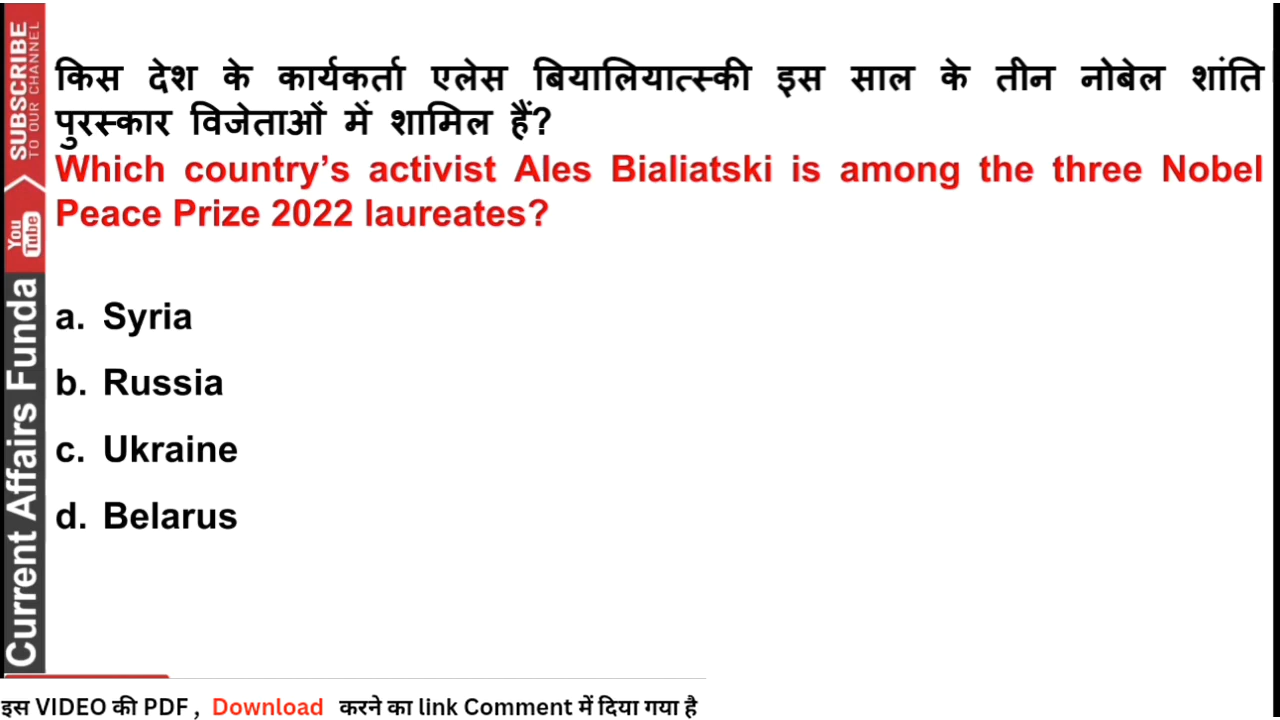 किस देश के कार्यकर्ता एलेस बियालियात्स्की इस साल के तीन नोबेल शांति
पुरस्कार विजेताओं में शामिल हैं?
Which country’s activist Ales Bialiatski is among the three Nobel
Peace Prize 2022 laureates?
a. Syria
b. Russia
c. Ukraine
d. Belarus
SUBSCRIBE
TO OUR CHANNEL
You
Tube
Current Affairs Funda
इस VIDEO की PDF , Download करने का link Comment में दिया गया है